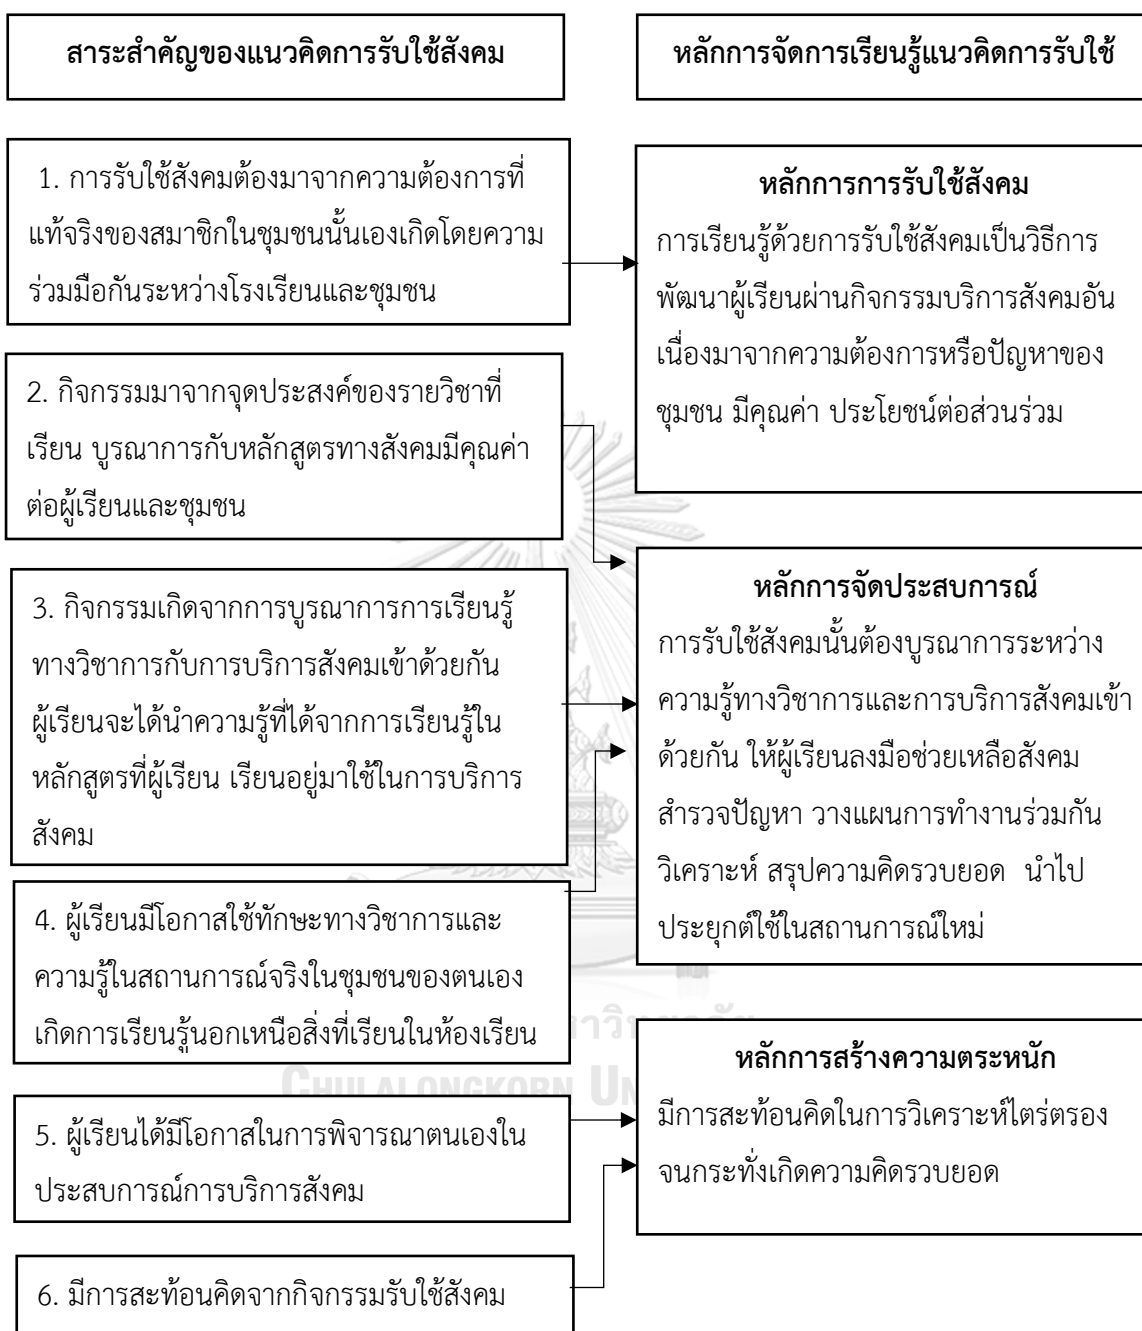 สาระสำคัญของแนวคิดการรับใช้สังคม
หลักการจัดการเรียนรู้แนวคิดการรับใช้
1. การรับใช้สังคมต้องมาจากความต้องการที่
แท้จริงของสมาชิกในชุมชนนั้นเองเกิดโดยความ
ร่วมมือกันระหว่างโรงเรียนและชุมชน
หลักการการรับใช้สังคม
การเรียนรู้ด้วยการรับใช้สังคมเป็นวิธีการ
พัฒนาผู้เรียนผ่านกิจกรรมบริการสังคมอัน
เนื่องมาจากความต้องการหรือปัญหาของ
ชุมชน มีคุณค่า ประโยชน์ต่อส่วนร่วม
2. กิจกรรมมาจากจุดประสงค์ของรายวิชาที่
เรียน บูรณาการกับหลักสูตรทางสังคมมีคุณค่า
ต่อผู้เรียนและชุมชน
3. กิจกรรมเกิดจากการบูรณาการการเรียนรู้
ทางวิชาการกับการบริการสังคมเข้าด้วยกัน
ผู้เรียนจะได้นำความรู้ที่ได้จากการเรียนรู้ใน
หลักสูตรที่ผู้เรียน เรียนอยู่มาใช้ในการบริการ
สังคม
หลักการจัดประสบการณ์
การรับใช้สังคมนั้นต้องบูรณาการระหว่าง
ความรู้ทางวิชาการและการบริการสังคมเข้า
ด้วยกัน ให้ผู้เรียนลงมือช่วยเหลือสังคม
สำรวจปัญหา วางแผนการทำงานร่วมกัน
วิเคราะห์ สรุปความคิดรวบยอด นำไป
ประยุกต์ใช้ในสถานการณ์ใหม่
4. ผู้เรียนมีโอกาสใช้ทักษะทางวิชาการและ
ความรู้ในสถานการณ์จริงในชุมชนของตนเอง
เกิดการเรียนรู้นอกเหนือสิ่งที่เรียนในห้องเรียน
หลักการสร้างความตระหนัก
มีการสะท้อนคิดในการวิเคราะห์ไตร่ตรอง
จนกระทั่งเกิดความคิดรวบยอด
CHULALONGKORN
5. ผู้เรียนได้มีโอกาสในการพิจารณาตนเองใน
ประสบการณ์การบริการสังคม
6. มีการสะท้อนคิดจากกิจกรรมรับใช้สังคม